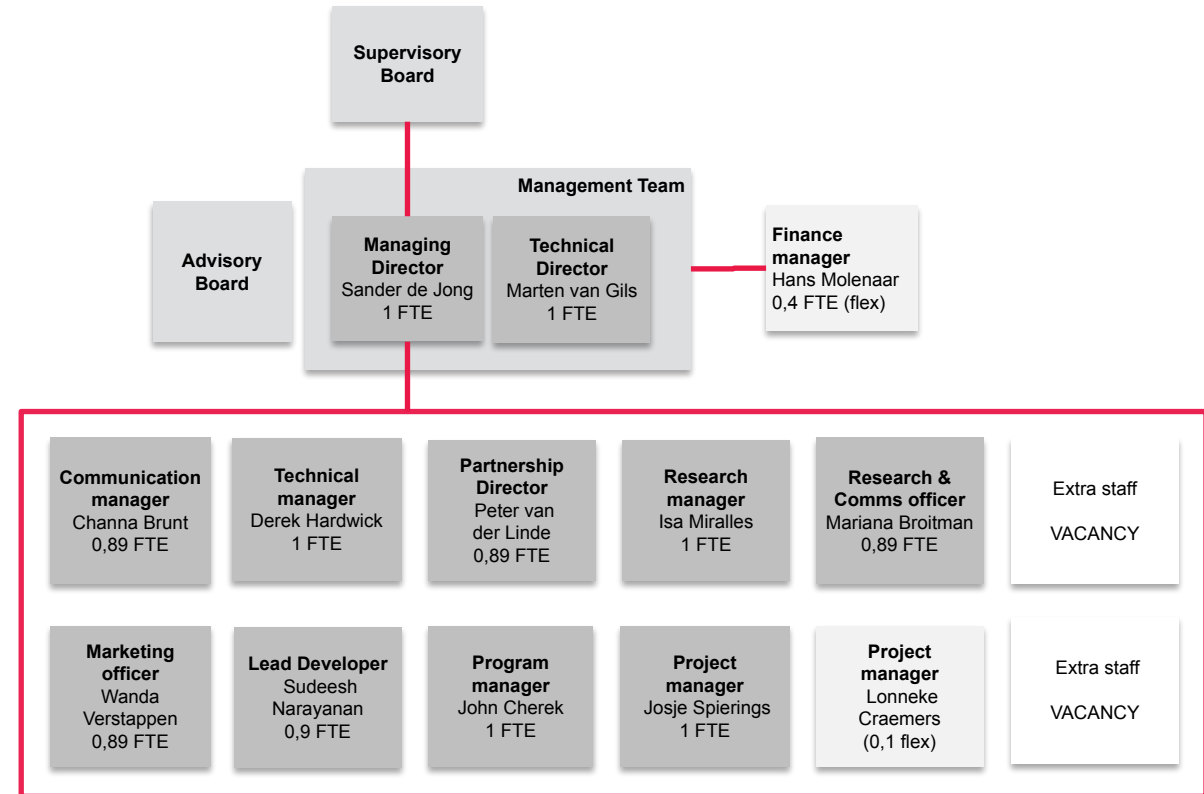 Supervisory
Board
Management Team
Advisory
Board
Managing
Director
Sander de Jong
1 FTE
Technical
Director
Marten van Gils
1 FTE
Finance
manager
Hans Molenaar
0,4 FTE (flex)
Communication
manager
Channa Brunt
0,89 FTE
Technical
manager
Derek Hardwick
1 FTE
Partnership
Director
Peter van
der Linde
0,89 FTE
Research
manager
Isa Miralles
1 FTE
Research &
Comms officer
Mariana Broitman
0,89 FTE
Extra staff
VACANCY
Marketing
officer
Wanda
Verstappen
0,89 FTE
Lead Developer
Sudeesh
Narayanan
0,9 FTE
Program
manager
John Cherek
1 FTE
Project
manager
Josje Spierings
1 FTE
Project
manager
Lonneke
Craemers
(0,1 flex)
Extra staff
VACANCY